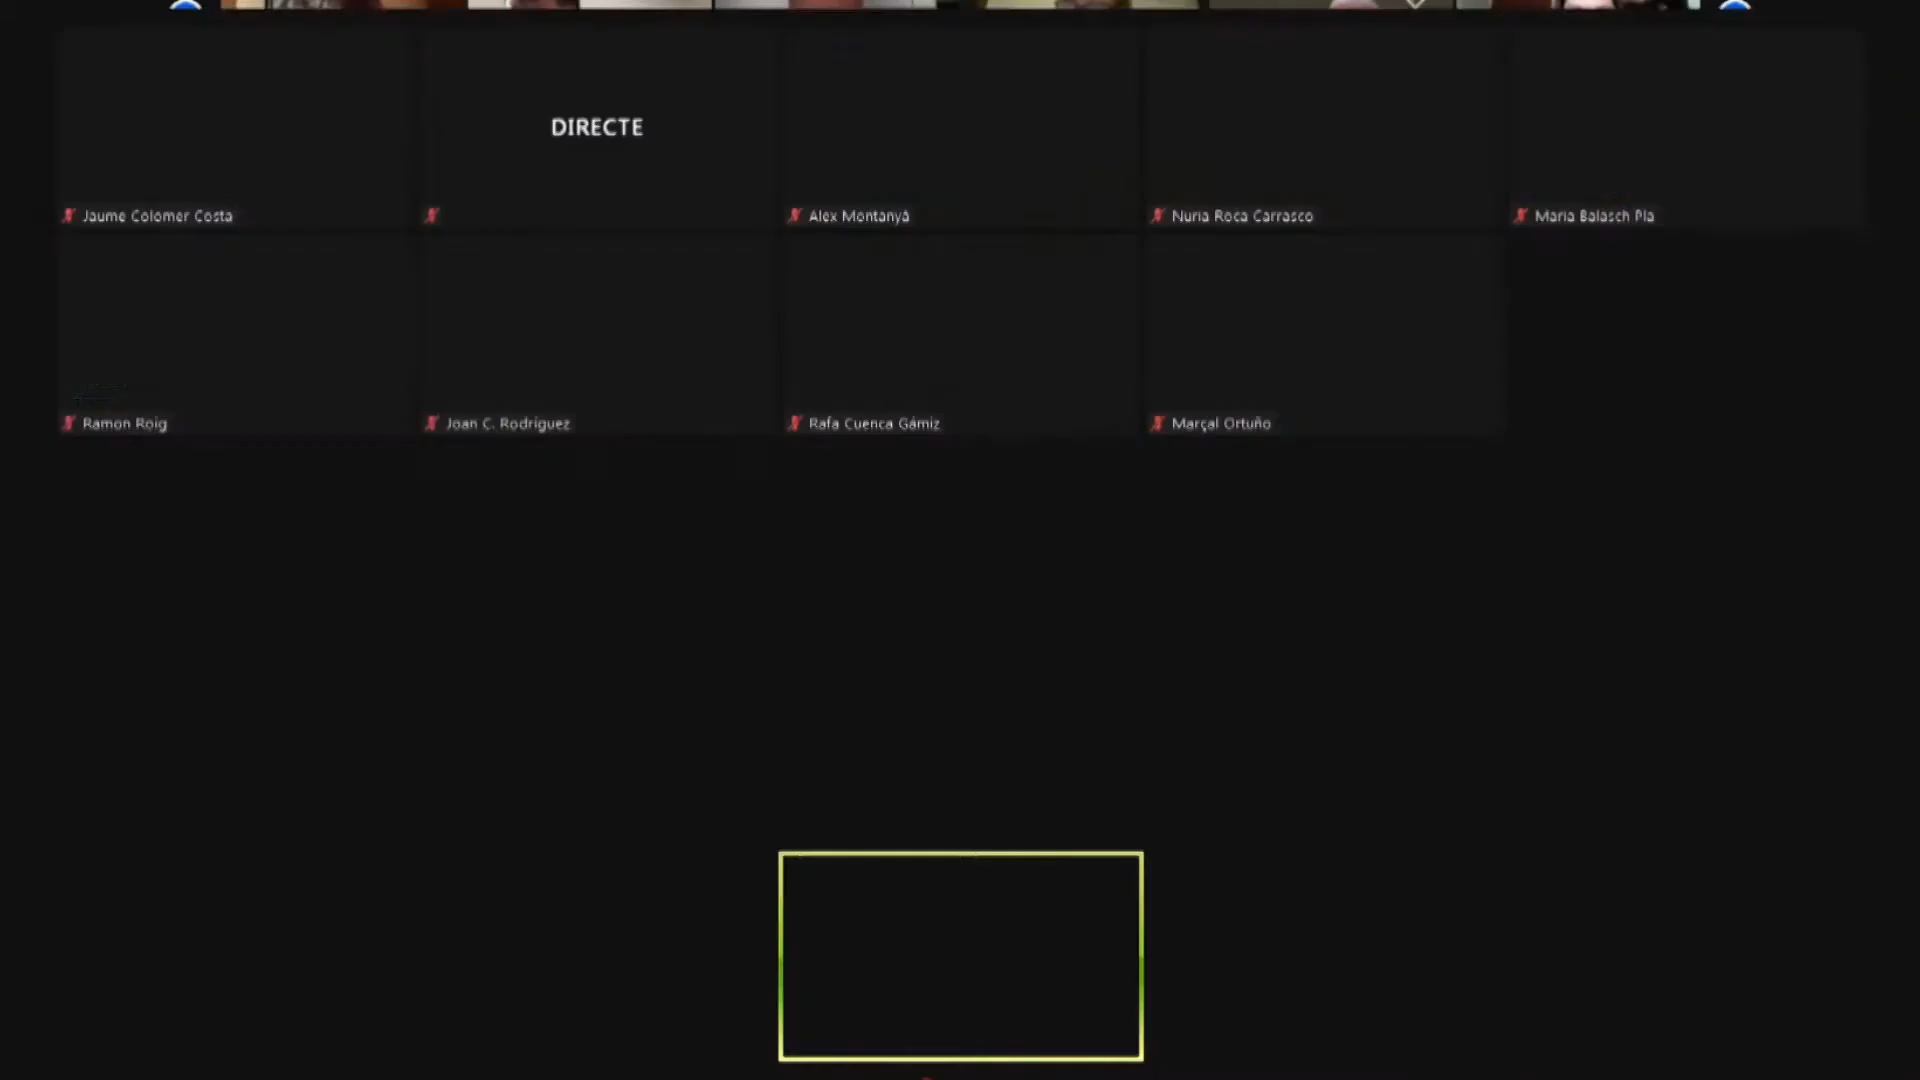 DIRECTE
Jaume Colomer Costa
Alex Montanyà
Nuria Roca Carrasco
Maria Balasch Pla
Ramon Roig
Joan C. Rodríguez
Rafa Cuenca Gámiz
Marçal Ortuño